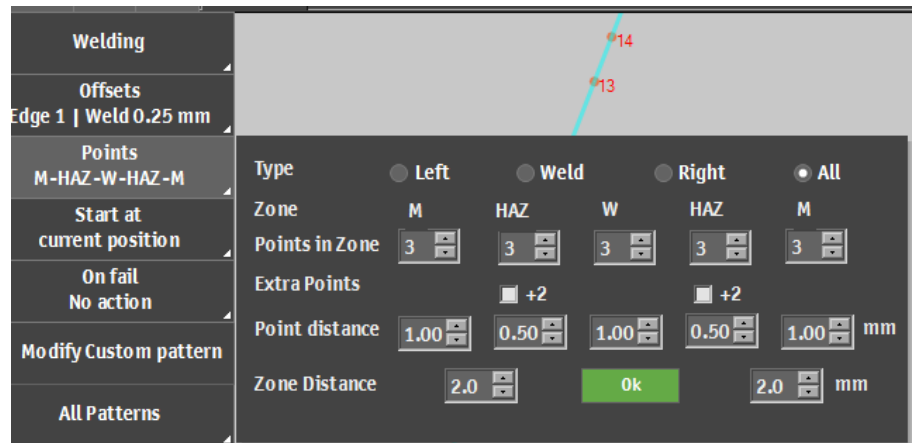 Welding
Offsets
Edge 1 | Weld 0.25 mm
Points
M-HAZ-W-HAZ-M
Start at
current position
On fail
No action
Modify Custom pattern
All Patterns
14
13
Type Left Weld Right All
Zone M HAZ W HAZ M
Points in Zone 3 3 3 3 3
Extra Points +2 +2
Point distance 1.00 0.50 1.00 0.50 1.00 mm
Zone Distance 2.0 Ok 2.0 mm